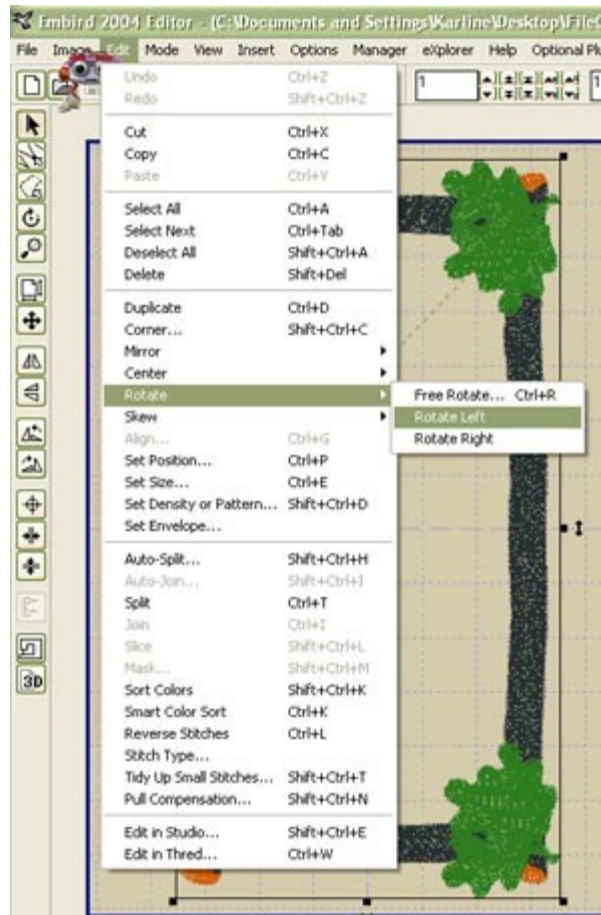 Embird 2004 Editor - (C:\Documents and Settings\Karline\Desktop\File
File Image Edit Mode View Insert Options Manager eXplorer Help Optional Plu
1
Undo Ctrl+Z
Redo Shift+Ctrl+Z
Cut Ctrl+X
Copy Ctrl+C
Paste Ctrl+V
Select All Ctrl+A
Select Next Ctrl+Tab
Deselect All Shift+Ctrl+A
Delete Shift+Del
Duplicate Ctrl+D
Corner... Shift+Ctrl+C
Mirror
Center
Rotate
Free Rotate... Ctrl+R
Skew
Rotate Left
Align... Ctrl+G
Rotate Right
Set Position... Ctrl+P
Set Size... Ctrl+E
Set Density or Pattern... Shift+Ctrl+D
Set Envelope...
Auto-Split... Shift+Ctrl+H
Auto-Join... Shift+Ctrl+I
Split Ctrl+T
Join Ctrl+I
Slice Shift+Ctrl+L
Mask... Shift+Ctrl+M
Sort Colors Shift+Ctrl+K
Smart Color Sort Ctrl+K
Reverse Stitches Ctrl+L
Stitch Type...
Tidy Up Small Stitches... Shift+Ctrl+T
Pull Compensation... Shift+Ctrl+N
Edit in Studio... Shift+Ctrl+E
Edit in Thred... Ctrl+W
3D